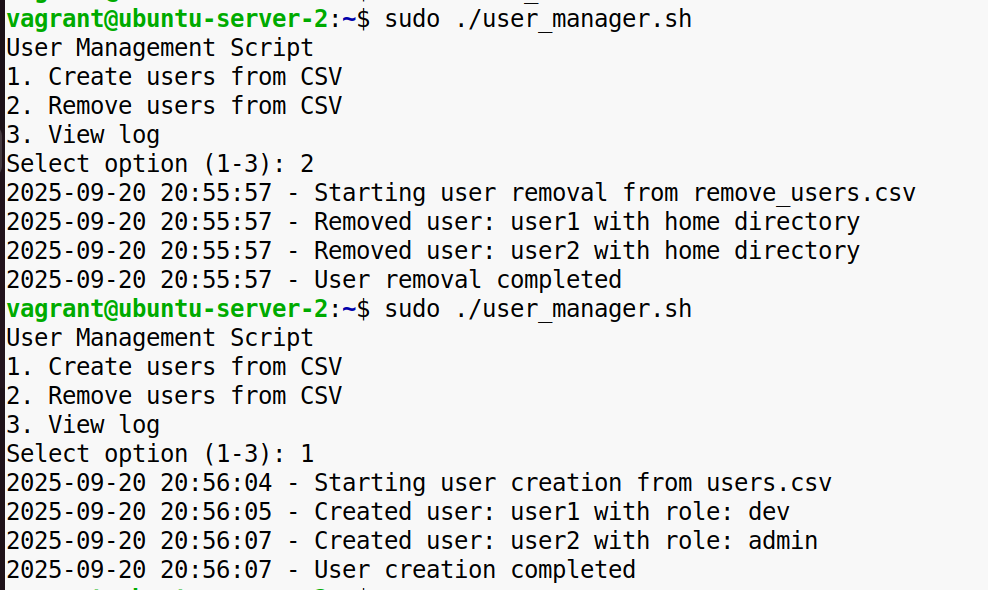 vagrant@ubuntu-server-2:~$ sudo ./user_manager.sh
User Management Script
1. Create users from CSV
2. Remove users from CSV
3. View log
Select option (1-3): 2
2025-09-20 20:55:57 - Starting user removal from remove_users.csv
2025-09-20 20:55:57 - Removed user: user1 with home directory
2025-09-20 20:55:57 - Removed user: user2 with home directory
2025-09-20 20:55:57 - User removal completed
vagrant@ubuntu-server-2:~$ sudo ./user_manager.sh
User Management Script
1. Create users from CSV
2. Remove users from CSV
3. View log
Select option (1-3): 1
2025-09-20 20:56:04 - Starting user creation from users.csv
2025-09-20 20:56:05 - Created user: user1 with role: dev
2025-09-20 20:56:07 - Created user: user2 with role: admin
2025-09-20 20:56:07 - User creation completed